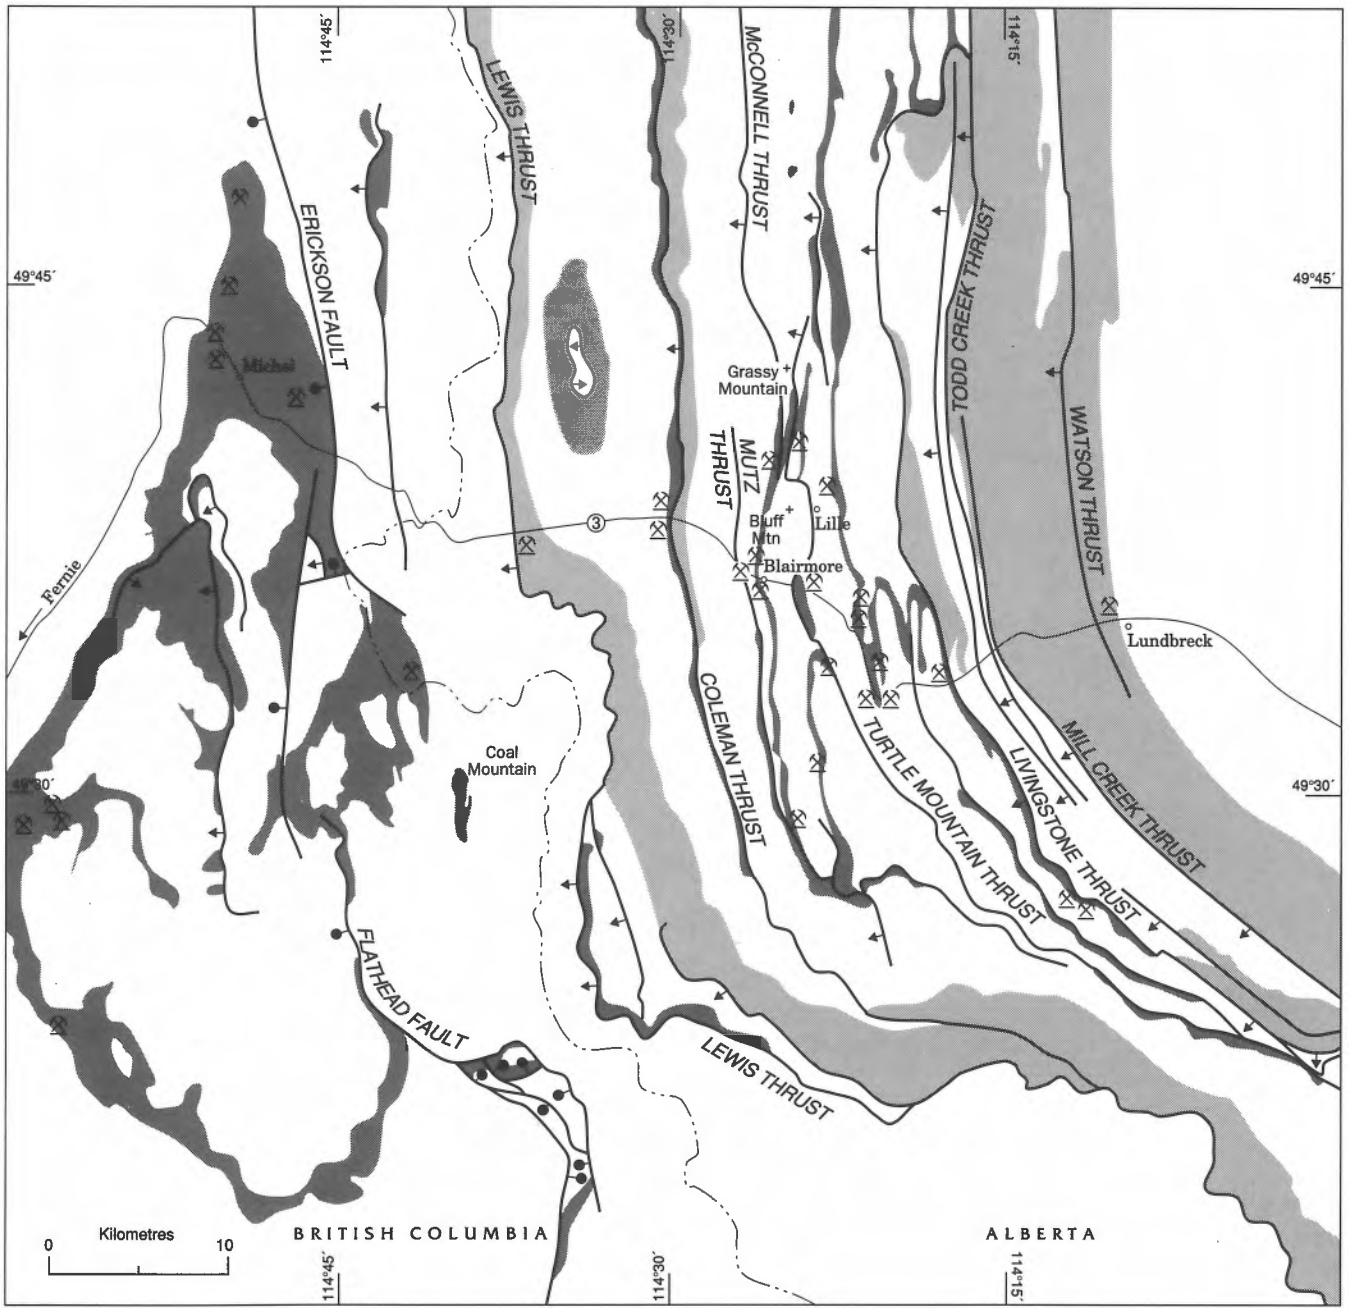 114°45´
114°30´
114°15´
LEWIS THRUST
McCONNELL THRUST
ERICKSON FAULT
TODD CREEK THRUST
49°45´
49°45´
Michel
Grassy
Mountain
MUTZ
THRUST
WATSON THRUST
3
Bluff
Mtn
Lille
Blairmore
Fernie
Lundbreck
COLEMAN THRUST
TURTLE MOUNTAIN THRUST
LIVINGSTONE THRUST
MILL CREEK THRUST
Coal
Mountain
49°30´
49°30´
FLATHEAD FAULT
LEWIS THRUST
Kilometres
0 10
BRITISH COLUMBIA
ALBERTA
114°45´
114°30´
114°15´